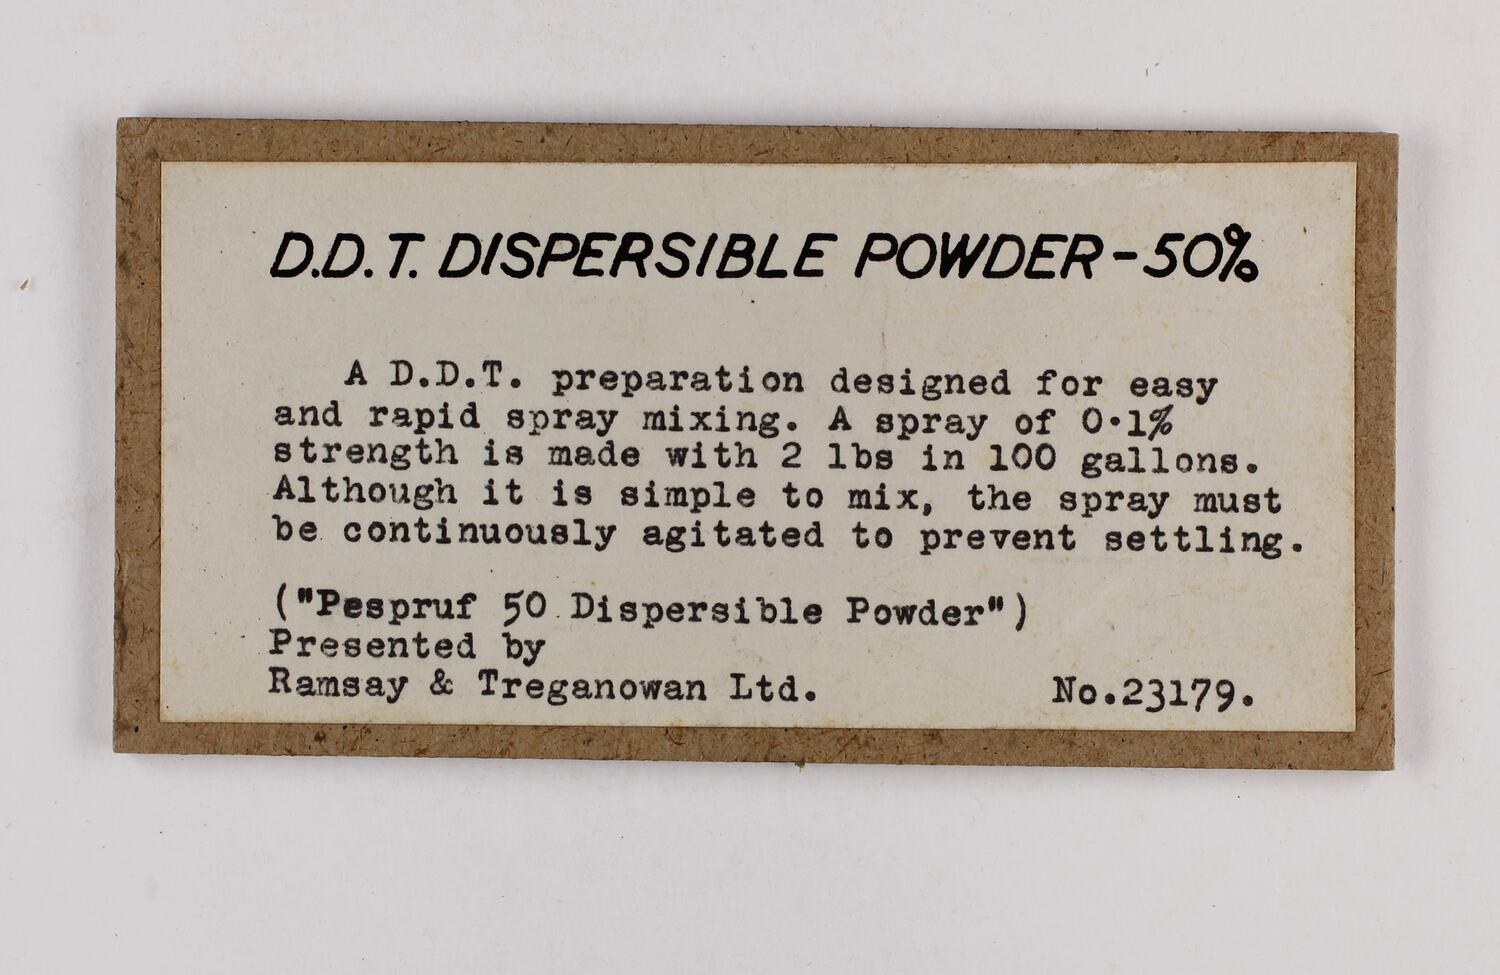 D.D.T. DISPERSIBLE POWDER-50%
A D.D.T. preparation designed for easy
and rapid spray mixing. A spray of 0·1%
strength is made with 2 lbs in 100 gallons.
Although it is simple to mix, the spray must
be continuously agitated to prevent settling.
("Pespruf 50 Dispersible Powder")
Presented by
Ramsay & Treganowan Ltd. No.23179.